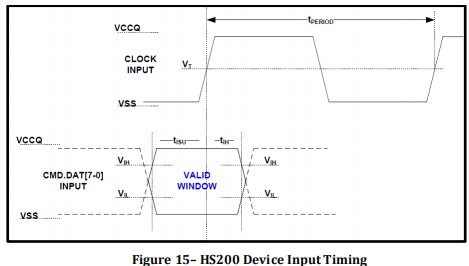 tPERIOD
VCCQ
CLOCK
INPUT
VT
VSS
VCCQ
tISU
tIH
VIH
VIH
CMD.DAT[7-0]
INPUT
VALID
WINDOW
VIL
VIL
VSS
Figure 15– HS200 Device Input Timing